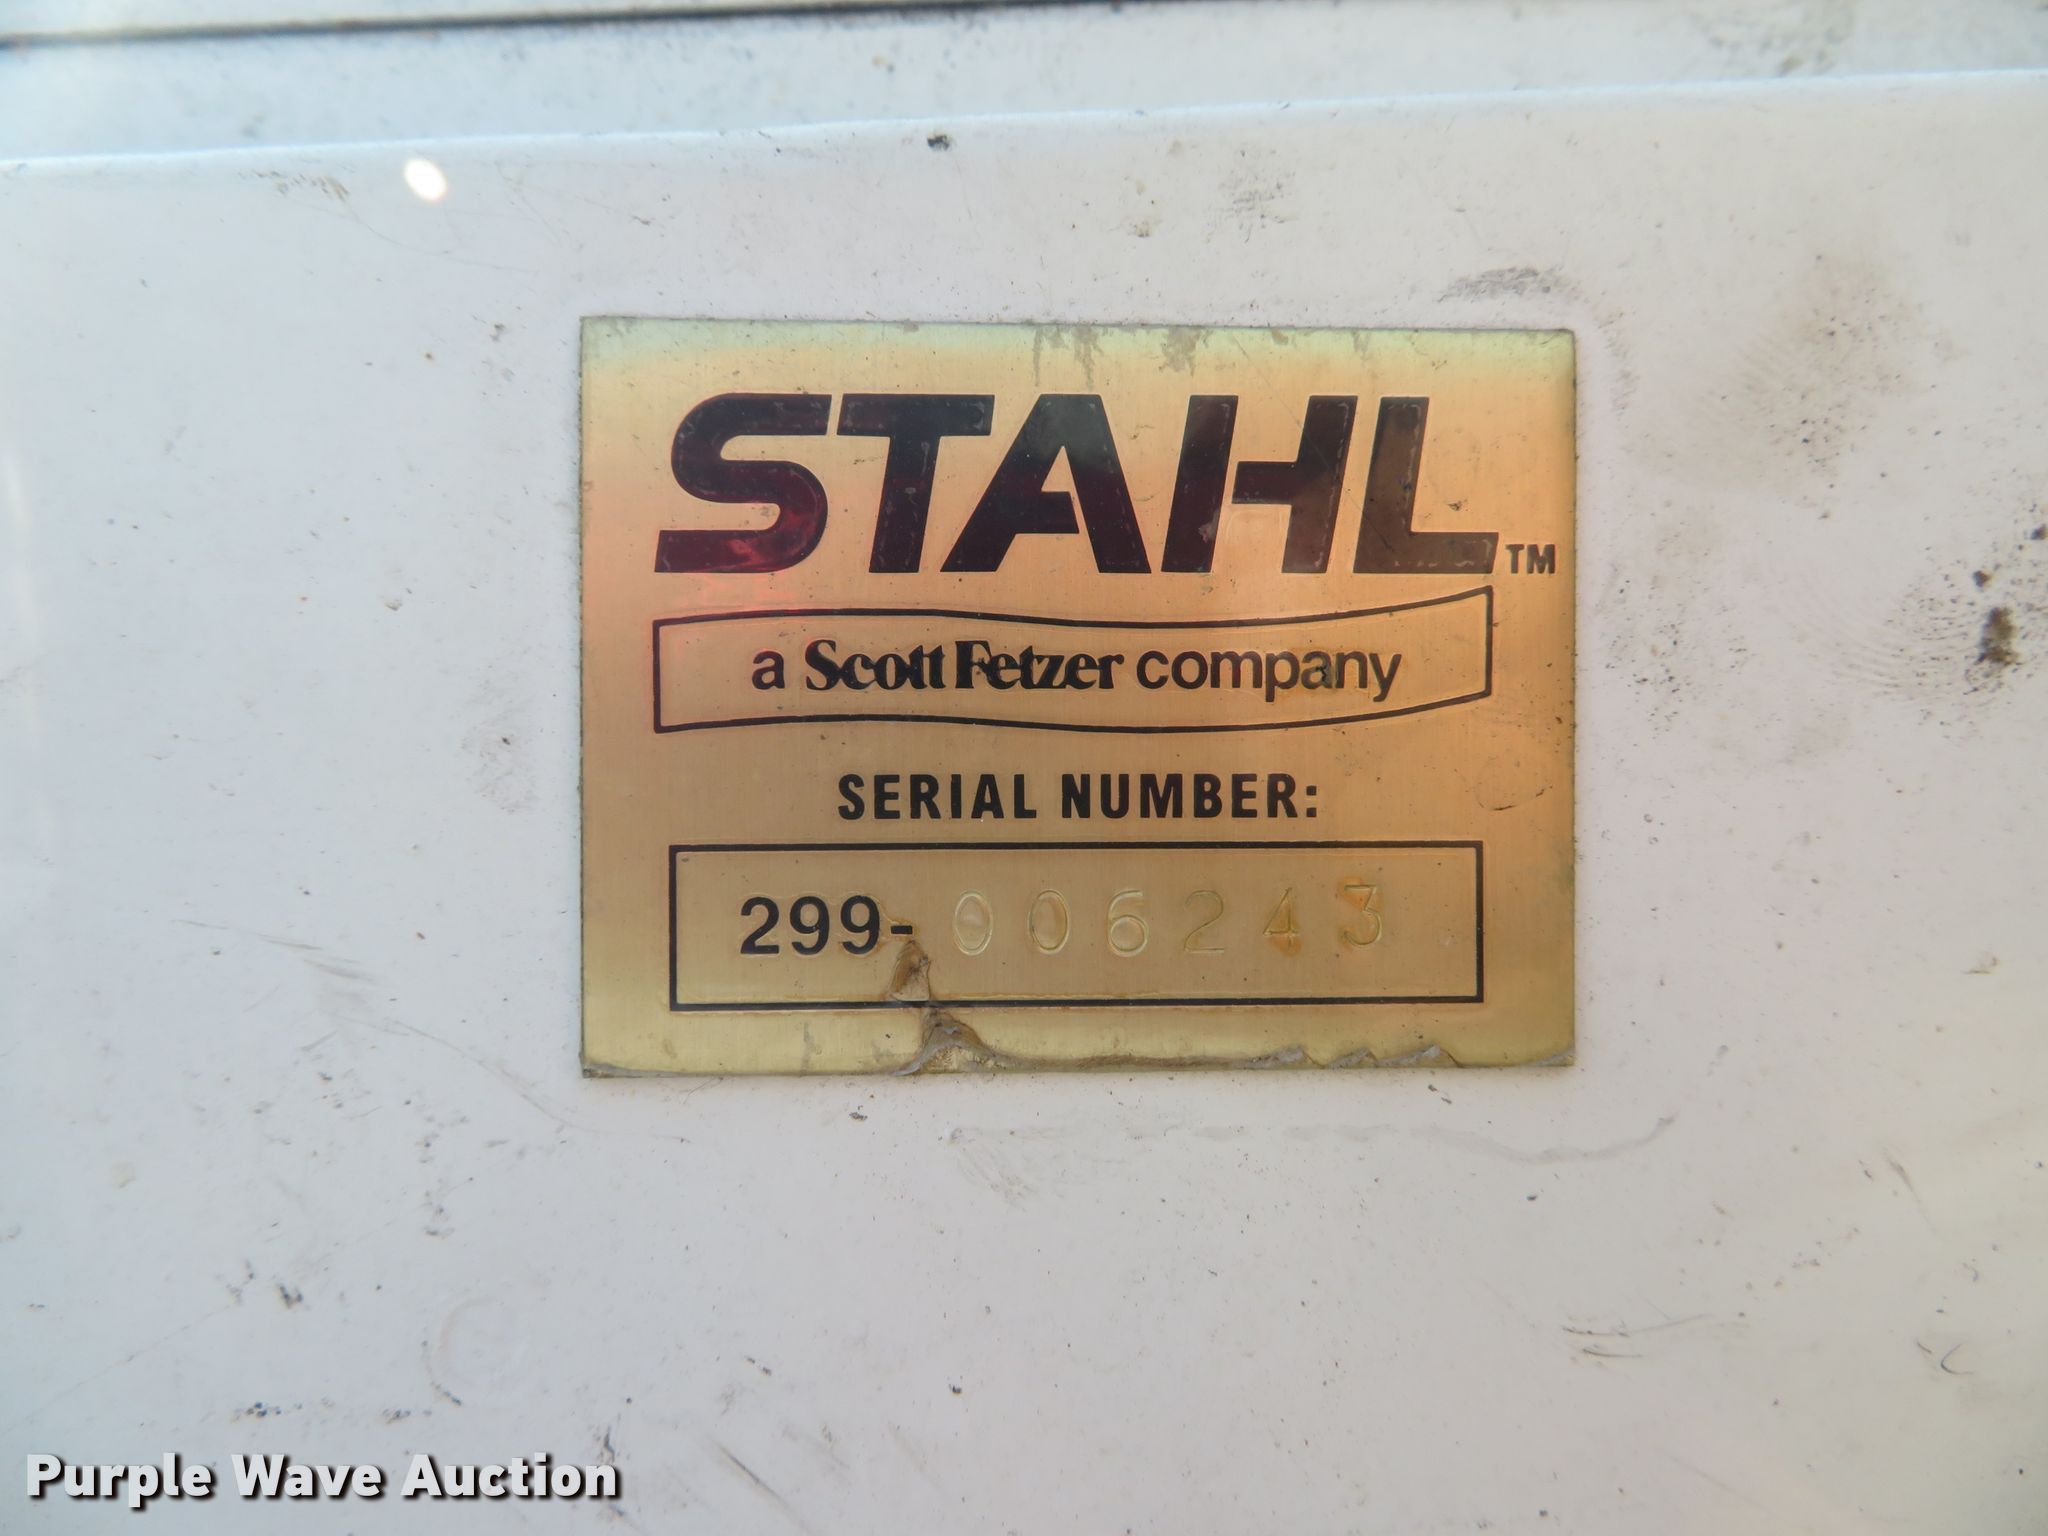 STAHL™
a Scott Fetzer company
SERIAL NUMBER:
299-006243
Purple Wave Auction